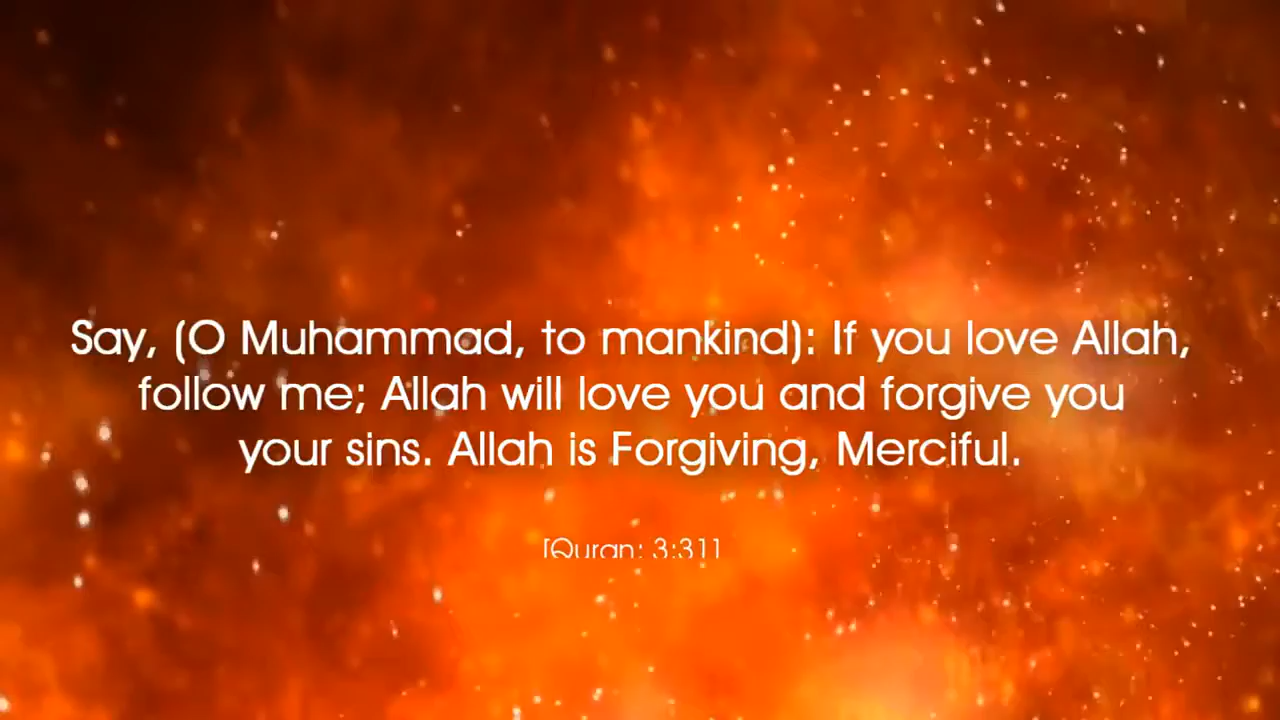 Say, (O Muhammad, to mankind): If you love Allah,
follow me; Allah will love you and forgive you
your sins. Allah is Forgiving, Merciful.
[Quran: 3:31]